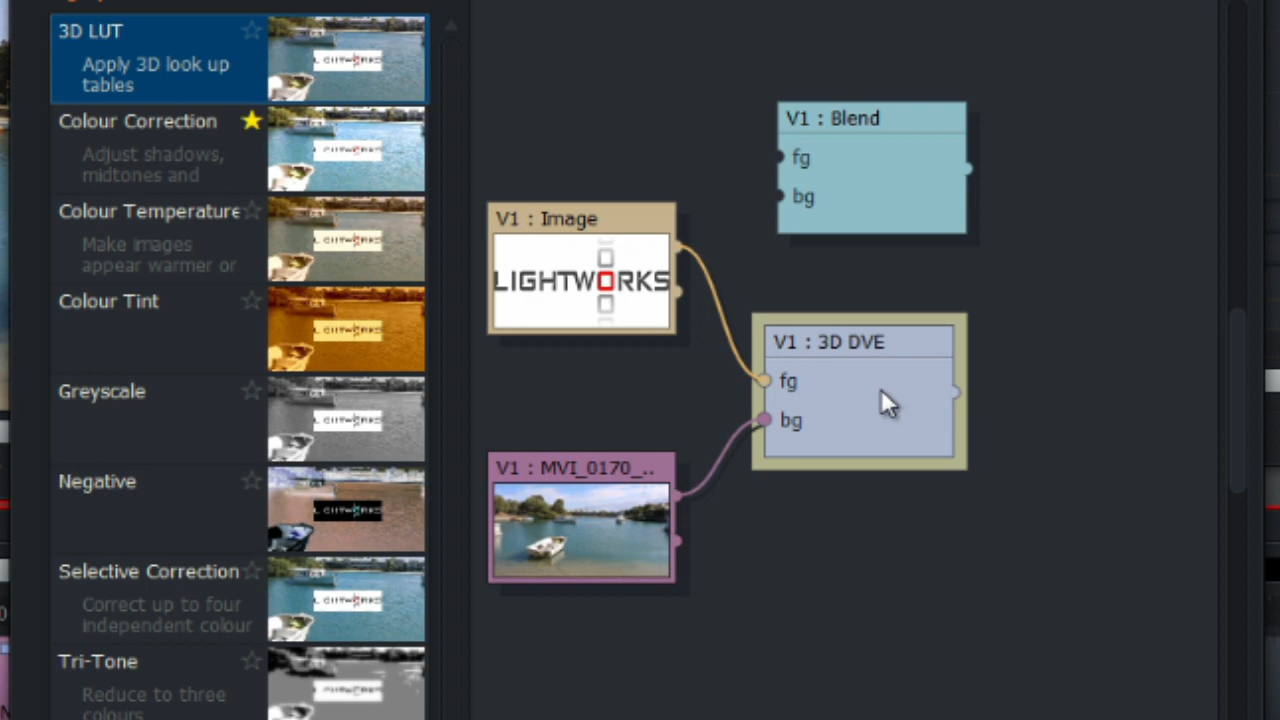 3D LUT
Apply 3D look up
tables
Colour Correction
Adjust shadows,
midtones and
Colour Temperature
Make images
appear warmer or
Colour Tint
Greyscale
Negative
Selective Correction
Correct up to four
independent colour
Tri-Tone
Reduce to three
colours
V1 : Blend
fg
bg
V1 : Image
LIGHTWORKS
V1 : 3D DVE
fg
bg
V1 : MVI_0170_..